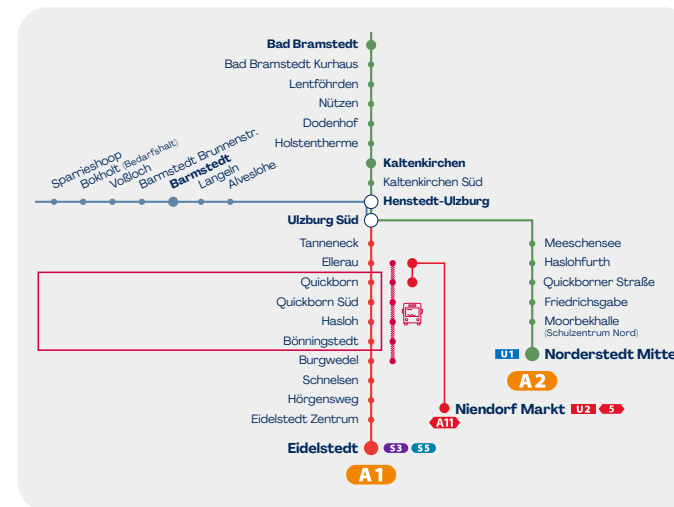 Bad Bramstedt
Bad Bramstedt Kurhaus
Lentföhrden
Nützen
Dodenhof
Holstentherme
Kaltenkirchen
Kaltenkirchen Süd
Henstedt-Ulzburg
Sparrieshoop
Bokholt (Bedarfshalt)
Voßloch
Barmstedt Brunnenstr.
Barmstedt
Langeln
Alveslohe
Ulzburg Süd
Tanneck
Ellerau
Quickborn
Quickborn Süd
Hasloh
Bönningstedt
Burgwedel
Schnelsen
Hörgensweg
Eidelstedt Zentrum
Eidelstedt S3 S5
A1
Meeschensee
Haslohfurth
Quickborner Straße
Friedrichsgabe
Moorbekhalle
(Schulzentrum Nord)
U1 Norderstedt Mitte
A2
Niendorf Markt U2 5
A11